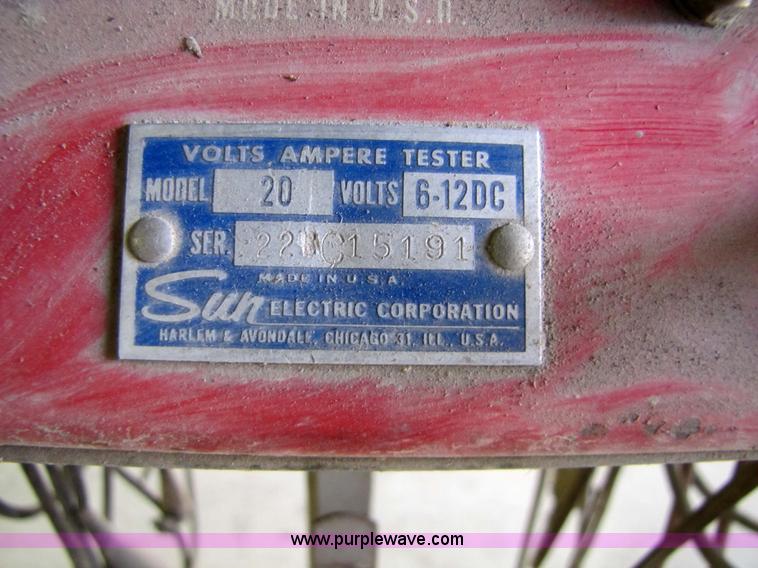 MADE IN U.S.A.
VOLTS AMPERE TESTER
MODEL 20 VOLTS 6-12DC
SER. 15191
MADE IN U.S.A.
Sun ELECTRIC CORPORATION
HARLEM & AVONDALE, CHICAGO 31, ILL., U.S.A.
www.purplewave.com